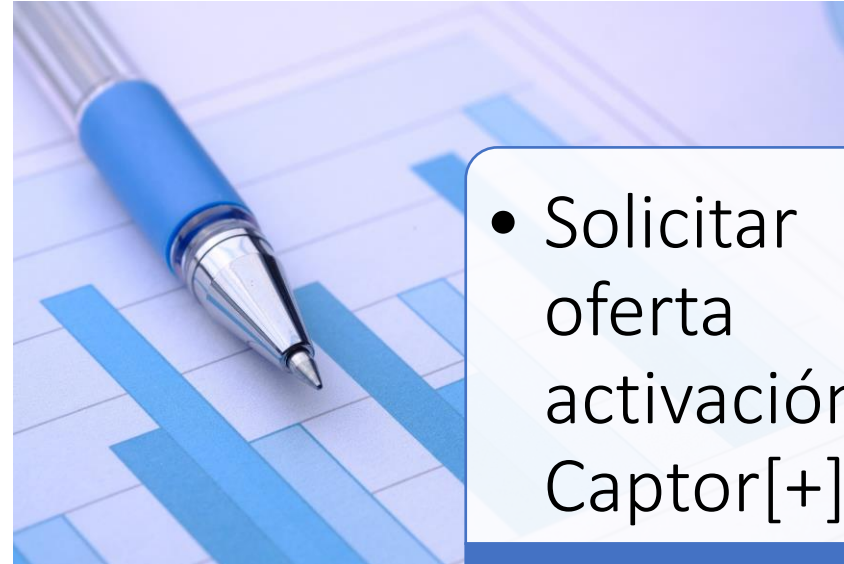 • Solicitar
oferta
activación
Captor[+]